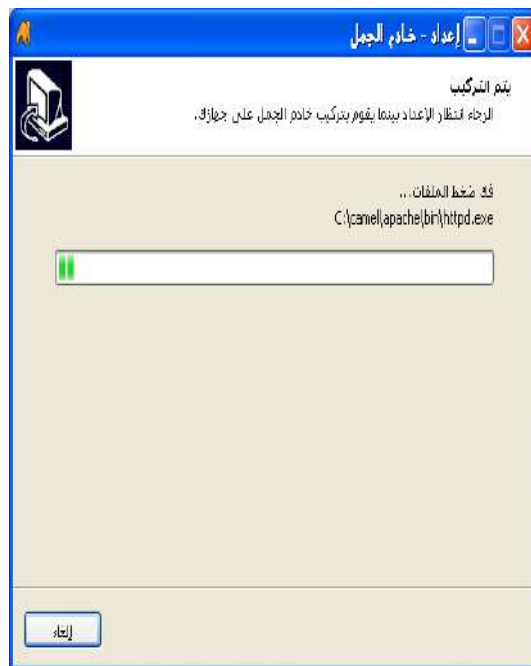 إعداد - خادم الجمل
يتم التركيب
الرجاء انتظار الإعداد بينما يقوم بتركيب خادم الجمل على جهازك.
فك ضغط الملفات...
C:\camel\apache\bin\httpd.exe
إلغاء